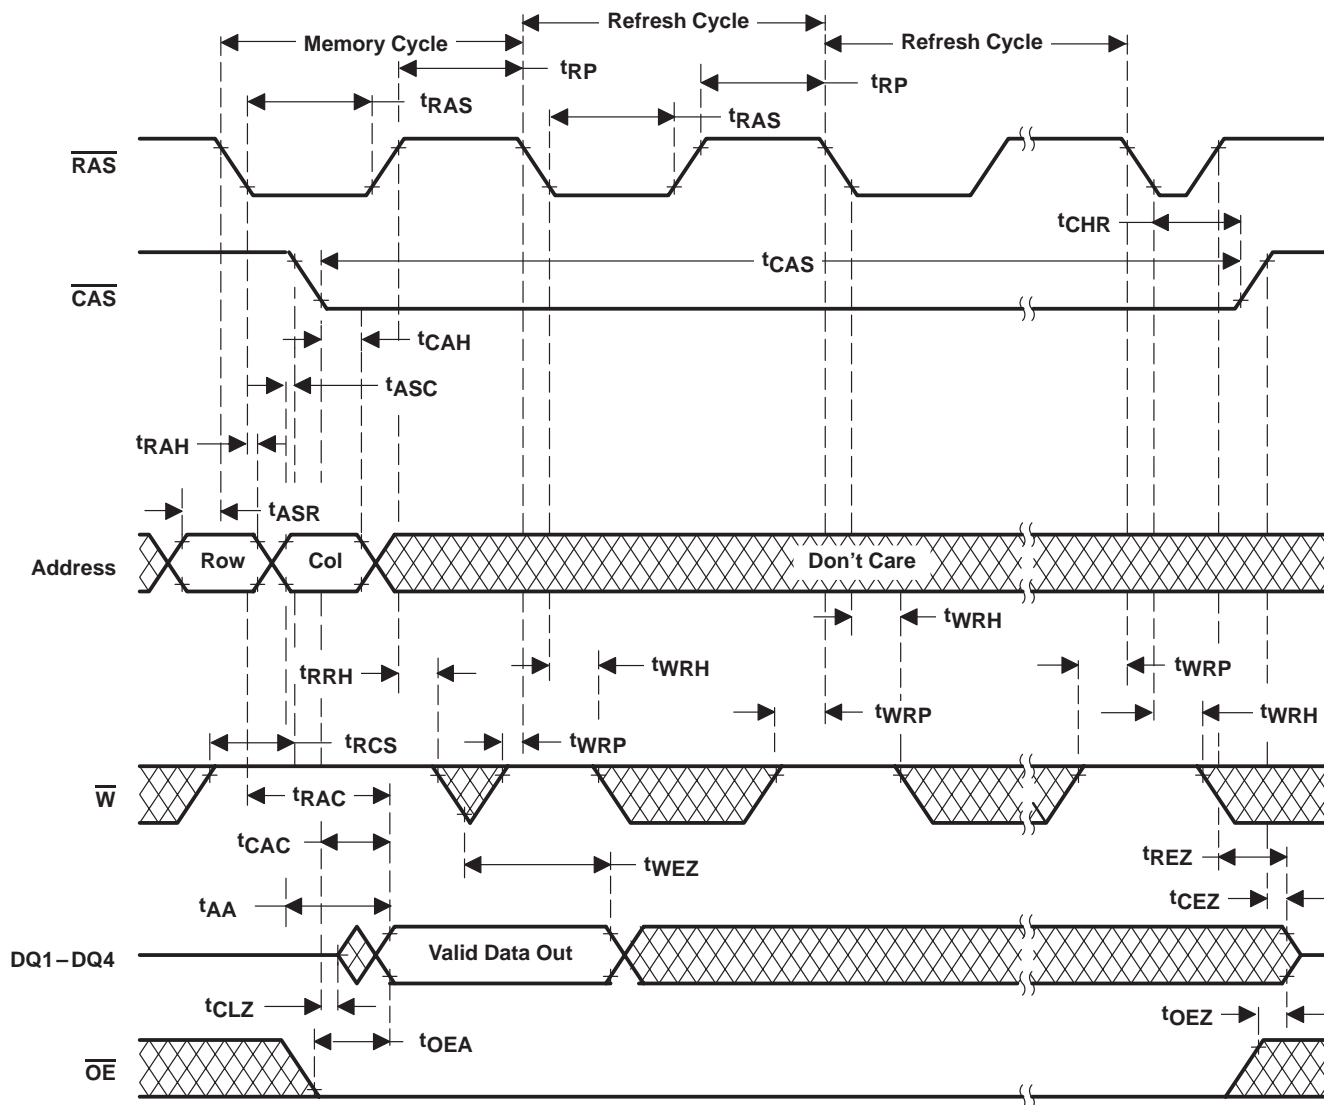 Refresh Cycle
Memory Cycle
Refresh Cycle
tRP
tRP
tRAS
tRAS
RAS
tCHR
tCAS
CAS
tCAH
tASC
tRAH
tASR
Address
Row
Col
Don't Care
tWRH
tRRH
tWRH
tWRP
tWRP
tWRH
tRCS
tWRP
W
tRAC
tCAC
tWEZ
tREZ
tAA
tCEZ
DQ1–DQ4
Valid Data Out
tCLZ
tOEZ
tOEA
OE